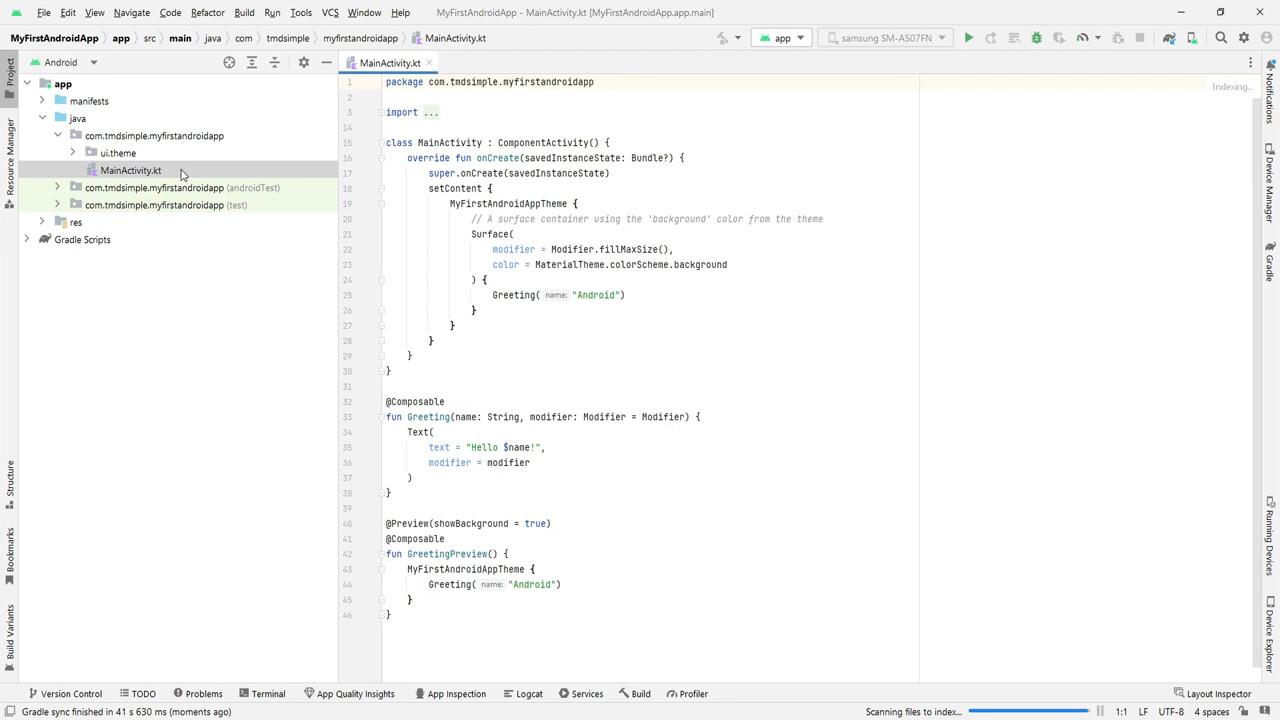 File Edit View Navigate Code Refactor Build Run Tools VCS Window Help MyFirstAndroidApp - MainActivity.kt [MyFirstAndroidApp.app.main]
MyFirstAndroidApp app src main java com tmdsimple myfirstandroidapp MainActivity.kt app samsung SM-A507FN
Project
Resource Manager
Structure
Bookmarks
Build Variants
Android
app
manifests
java
com.tmdsimple.myfirstandroidapp
ui.theme
MainActivity.kt
com.tmdsimple.myfirstandroidapp (androidTest)
com.tmdsimple.myfirstandroidapp (test)
res
Gradle Scripts
MainActivity.kt
Indexing...
1 package com.tmdsimple.myfirstandroidapp
2
3 import ...
14
15 class MainActivity : ComponentActivity() {
16 override fun onCreate(savedInstanceState: Bundle?) {
17 super.onCreate(savedInstanceState)
18 setContent {
19 MyFirstAndroidAppTheme {
20 // A surface container using the 'background' color from the theme
21 Surface(
22 modifier = Modifier.fillMaxSize(),
23 color = MaterialTheme.colorScheme.background
24 ) {
25 Greeting( name: "Android")
26 }
27 }
28 }
29 }
30 }
31
32 @Composable
33 fun Greeting(name: String, modifier: Modifier = Modifier) {
34 Text(
35 text = "Hello $name!",
36 modifier = modifier
37 )
38 }
39
40 @Preview(showBackground = true)
41 @Composable
42 fun GreetingPreview() {
43 MyFirstAndroidAppTheme {
44 Greeting( name: "Android")
45 }
46 }
Notifications
Device Manager
Gradle
Running Devices
Device Explorer
Version Control TODO Problems Terminal App Quality Insights App Inspection Logcat Services Build Profiler Layout Inspector
Gradle sync finished in 41 s 630 ms (moments ago) Scanning files to index... 1:1 LF UTF-8 4 spaces